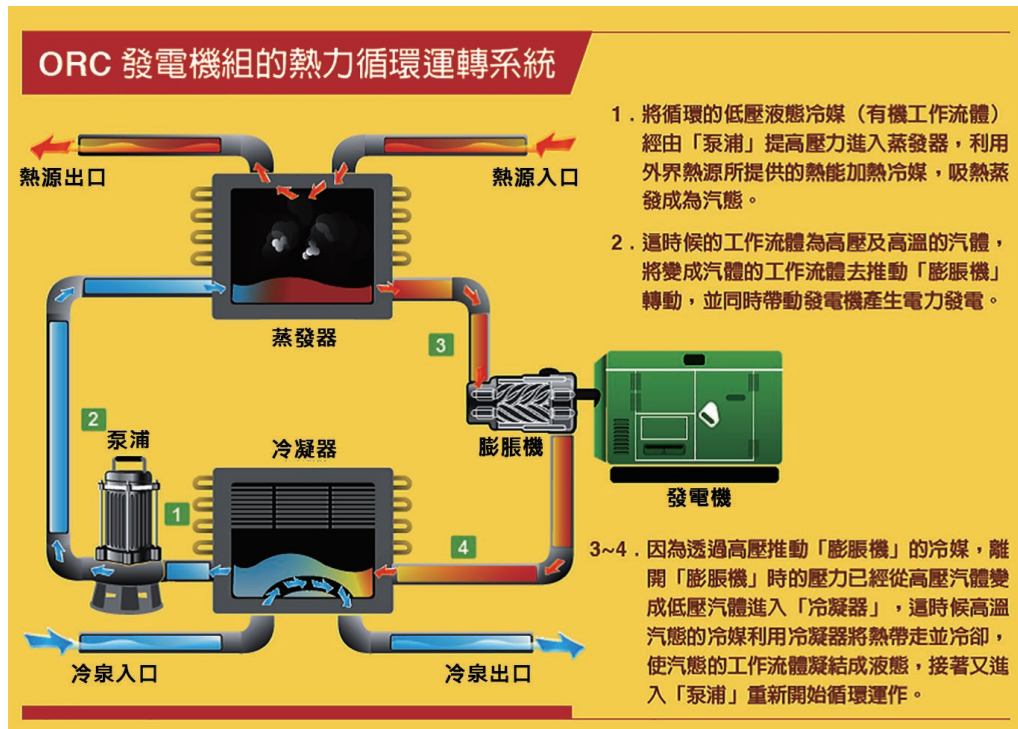 ORC 發電機組的熱力循環運轉系統
1．將循環的低壓液態冷媒（有機工作流體）
經由「泵浦」提高壓力進入蒸發器，利用
外界熱源所提供的熱能加熱冷媒，吸熱蒸
發成為汽態。
2．這時候的工作流體為高壓及高溫的汽體，
將變成汽體的工作流體去推動「膨脹機」
轉動，並同時帶動發電機產生電力發電。
熱源出口
熱源入口
蒸發器
3
2
泵浦
冷凝器
膨脹機
發電機
1
4
冷泉入口
冷泉出口
3~4．因為透過高壓推動「膨脹機」的冷媒，離
開「膨脹機」時的壓力已經從高壓汽體變
成低壓汽體進入「冷凝器」，這時候高溫
汽態的冷媒利用冷凝器將熱帶走並冷卻，
使汽態的工作流體凝結成液態，接著又進
入「泵浦」重新開始循環運作。